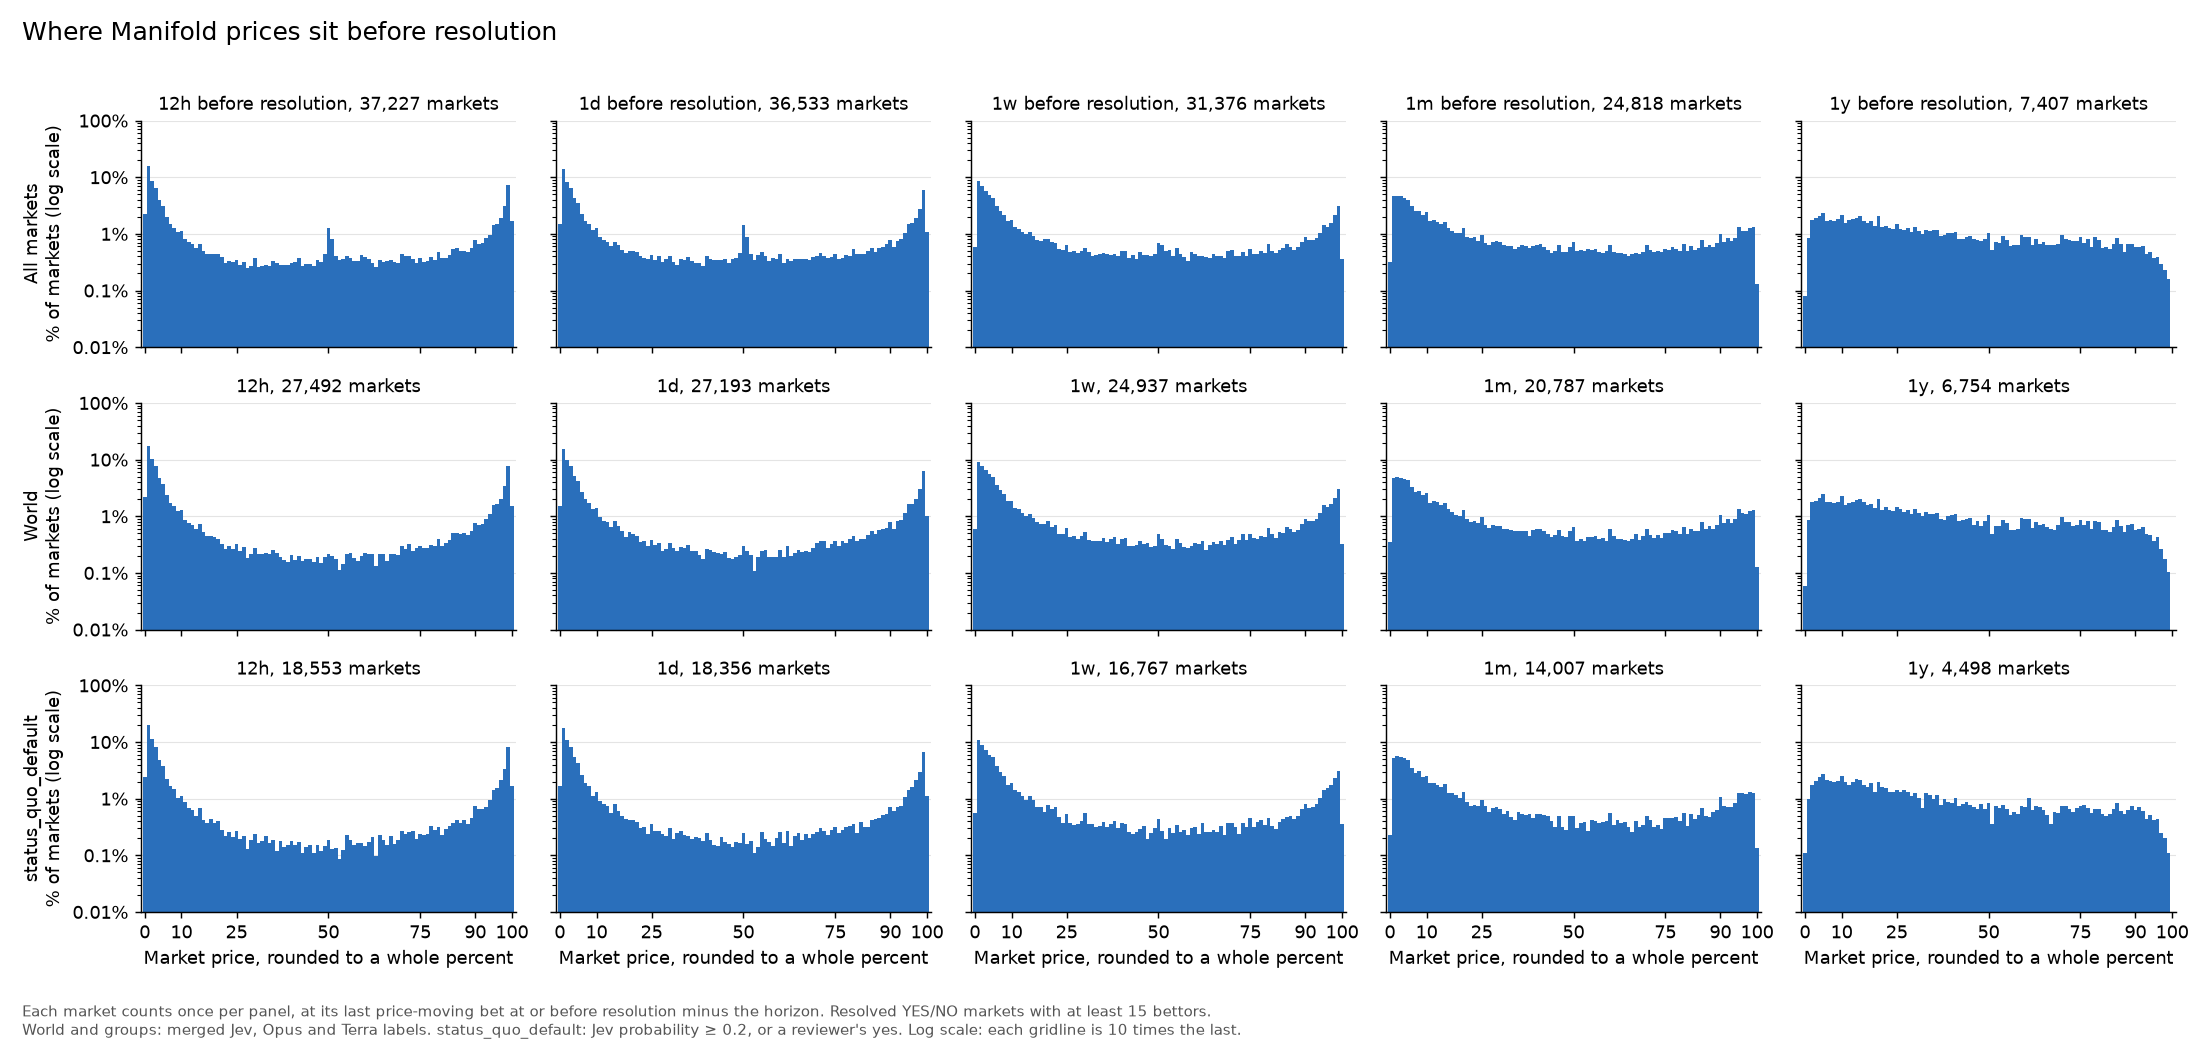 Where Manifold prices sit before resolution
12h before resolution, 37,227 markets
1d before resolution, 36,533 markets
1w before resolution, 31,376 markets
1m before resolution, 24,818 markets
1y before resolution, 7,407 markets
All markets
% of markets (log scale)
100%
10%
1%
0.1%
0.01%
12h, 27,492 markets
1d, 27,193 markets
1w, 24,937 markets
1m, 20,787 markets
1y, 6,754 markets
World
% of markets (log scale)
100%
10%
1%
0.1%
0.01%
12h, 18,553 markets
1d, 18,356 markets
1w, 16,767 markets
1m, 14,007 markets
1y, 4,498 markets
status_quo_default
% of markets (log scale)
100%
10%
1%
0.1%
0.01%
0 10 25 50 75 90 100
0 10 25 50 75 90 100
0 10 25 50 75 90 100
0 10 25 50 75 90 100
0 10 25 50 75 90 100
Market price, rounded to a whole percent
Market price, rounded to a whole percent
Market price, rounded to a whole percent
Market price, rounded to a whole percent
Market price, rounded to a whole percent
Each market counts once per panel, at its last price-moving bet at or before resolution minus the horizon. Resolved YES/NO markets with at least 15 bettors.
World and groups: merged Jev, Opus and Terra labels. status_quo_default: Jev probability ≥ 0.2, or a reviewer's yes. Log scale: each gridline is 10 times the last.